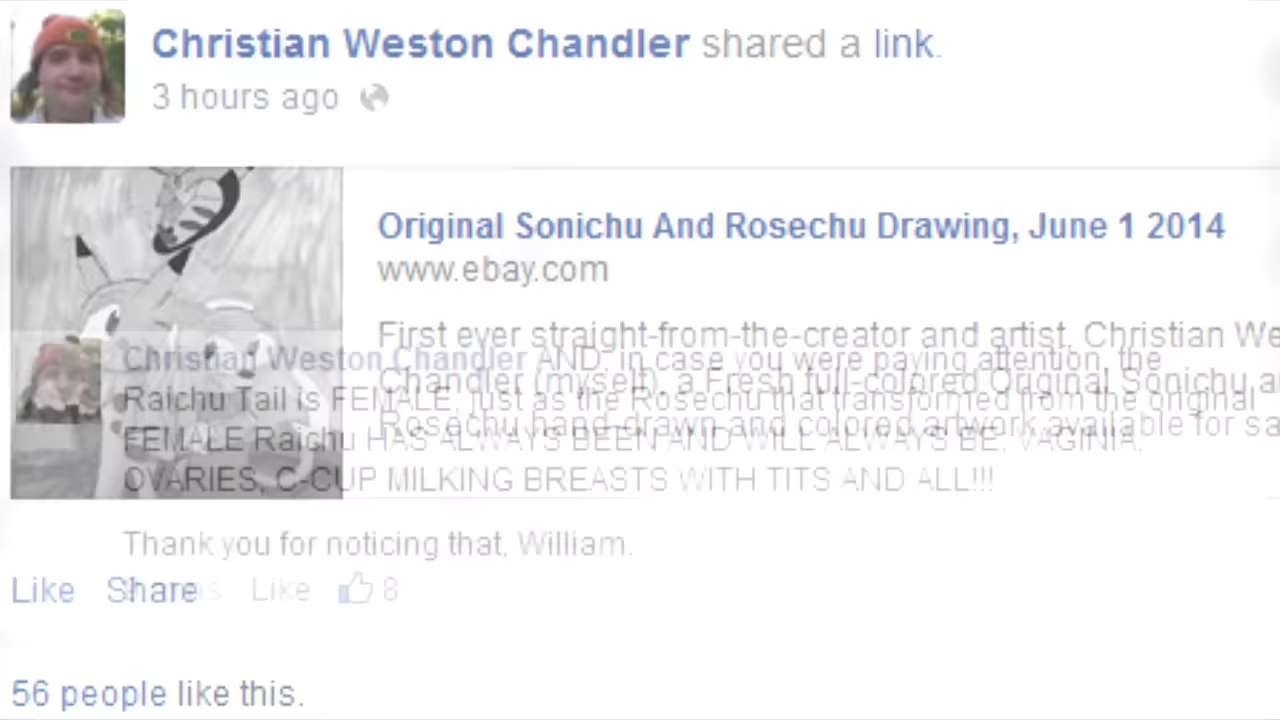 Christian Weston Chandler shared a link.
3 hours ago
Original Sonichu And Rosechu Drawing, June 1 2014
www.ebay.com
First ever straight-from-the-creator and artist, Christian We
Chandler (myself), a Fresh full-colored Original Sonichu a
Rosechu hand-drawn and colored artwork available for sa
Christian Weston Chandler AND, in case you were paying attention, the
Raichu Tail is FEMALE, just as the Rosechu that transformed from the original
FEMALE Raichu HAS ALWAYS BEEN AND WILL ALWAYS BE. VAGINIA,
OVARIES, C-CUP MILKING BREASTS WITH TITS AND ALL!!!
Thank you for noticing that, William.
Like Share
Like 8
56 people like this.